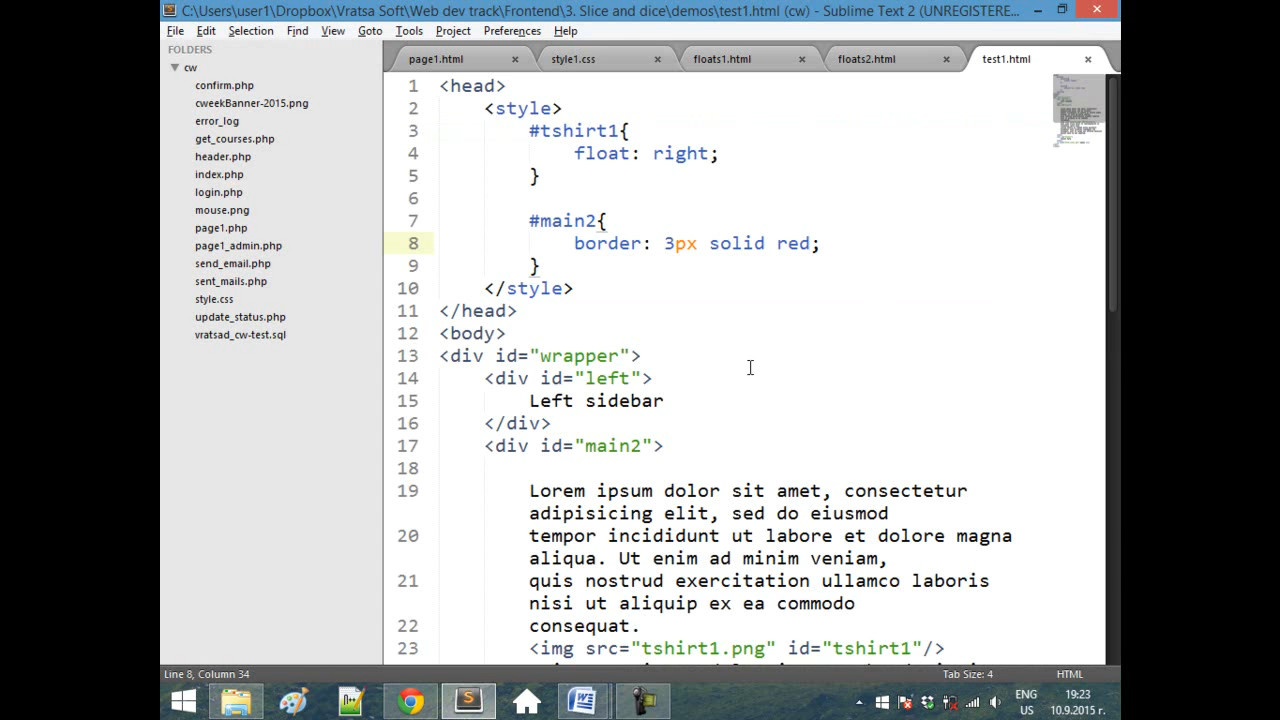 C:\Users\user1\Dropbox\Vratsa Soft\Web dev track\Frontend\3. Slice and dice\demos\test1.html (cw) - Sublime Text 2 (UNREGISTERE...
File Edit Selection Find View Goto Tools Project Preferences Help
FOLDERS
cw
confirm.php
cweekBanner-2015.png
error_log
get_courses.php
header.php
index.php
login.php
mouse.png
page1.php
page1_admin.php
send_email.php
sent_mails.php
style.css
update_status.php
vratsad_cw-test.sql
page1.html × style1.css × floats1.html × floats2.html × test1.html ×
1 <head>
2 <style>
3 #tshirt1{
4 float: right;
5 }
6
7 #main2{
8 border: 3px solid red;
9 }
10 </style>
11 </head>
12 <body>
13 <div id="wrapper">
14 <div id="left">
15 Left sidebar
16 </div>
17 <div id="main2">
18
19 Lorem ipsum dolor sit amet, consectetur
adipisicing elit, sed do eiusmod
20 tempor incididunt ut labore et dolore magna
aliqua. Ut enim ad minim veniam,
21 quis nostrud exercitation ullamco laboris
nisi ut aliquip ex ea commodo
22 consequat.
23 <img src="tshirt1.png" id="tshirt1"/>
Line 8, Column 34 Tab Size: 4 HTML
ENG 19:23
US 10.9.2015 г.